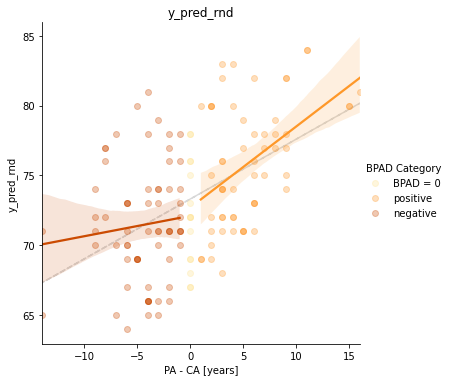 y_pred_rnd
85
80
75
70
65
y_pred_rnd
−10
−5
0
5
10
15
PA - CA [years]
BPAD Category
BPAD = 0
positive
negative